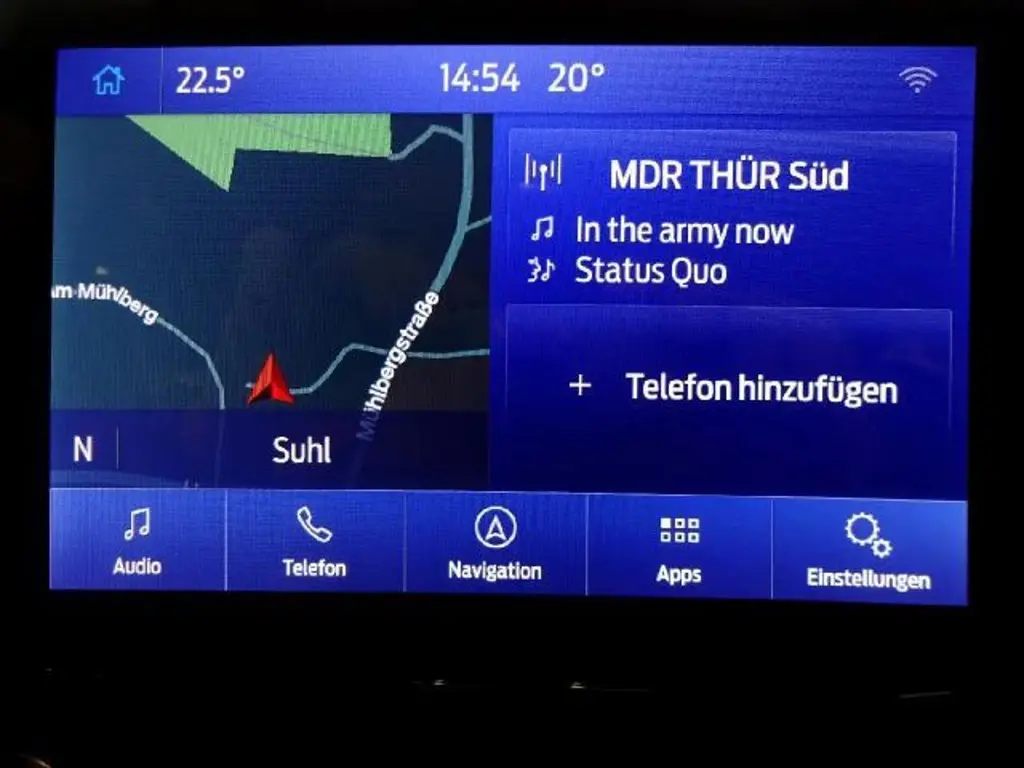 22.5°
14:54 20°
MDR THÜR Süd
In the army now
Status Quo
Am Mühlberg
Mühlbergstraße
Telefon hinzufügen
N
Suhl
Audio
Telefon
Navigation
Apps
Einstellungen